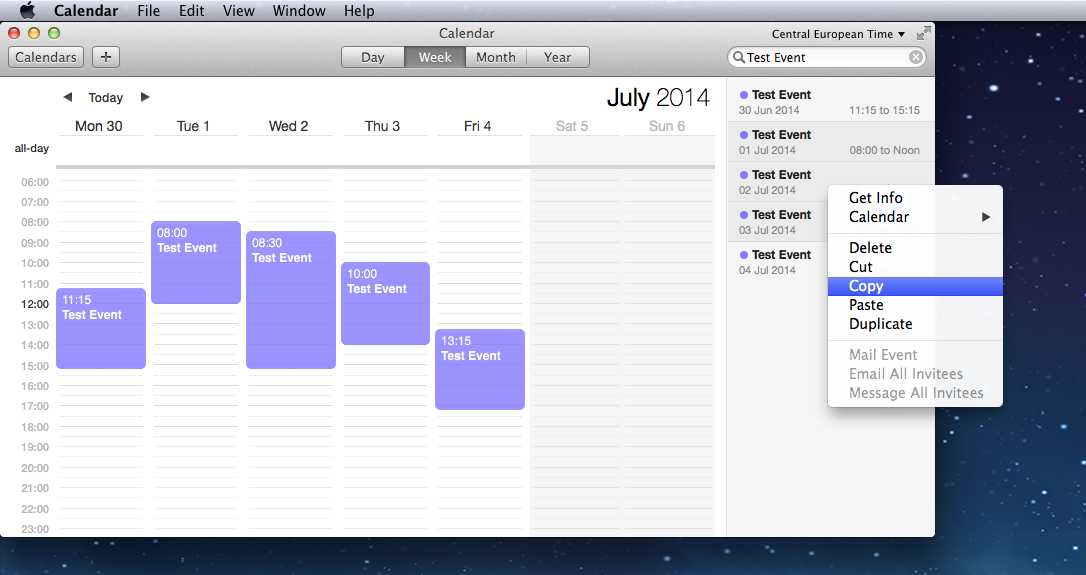 Calendar File Edit View Window Help
Calendar
Central European Time
Calendars + Day Week Month Year Test Event
Today
July 2014
Mon 30 Tue 1 Wed 2 Thu 3 Fri 4 Sat 5 Sun 6
all-day
06:00
07:00
08:00
09:00
10:00
11:00
12:00
13:00
14:00
15:00
16:00
17:00
18:00
19:00
20:00
21:00
22:00
23:00
11:15
Test Event
08:00
Test Event
08:30
Test Event
10:00
Test Event
13:15
Test Event
Test Event
30 Jun 2014 11:15 to 15:15
Test Event
01 Jul 2014 08:00 to Noon
Test Event
02 Jul 2014
Test Event
03 Jul 2014
Test Event
04 Jul 2014
Get Info
Calendar
Delete
Cut
Copy
Paste
Duplicate
Mail Event
Email All Invitees
Message All Invitees